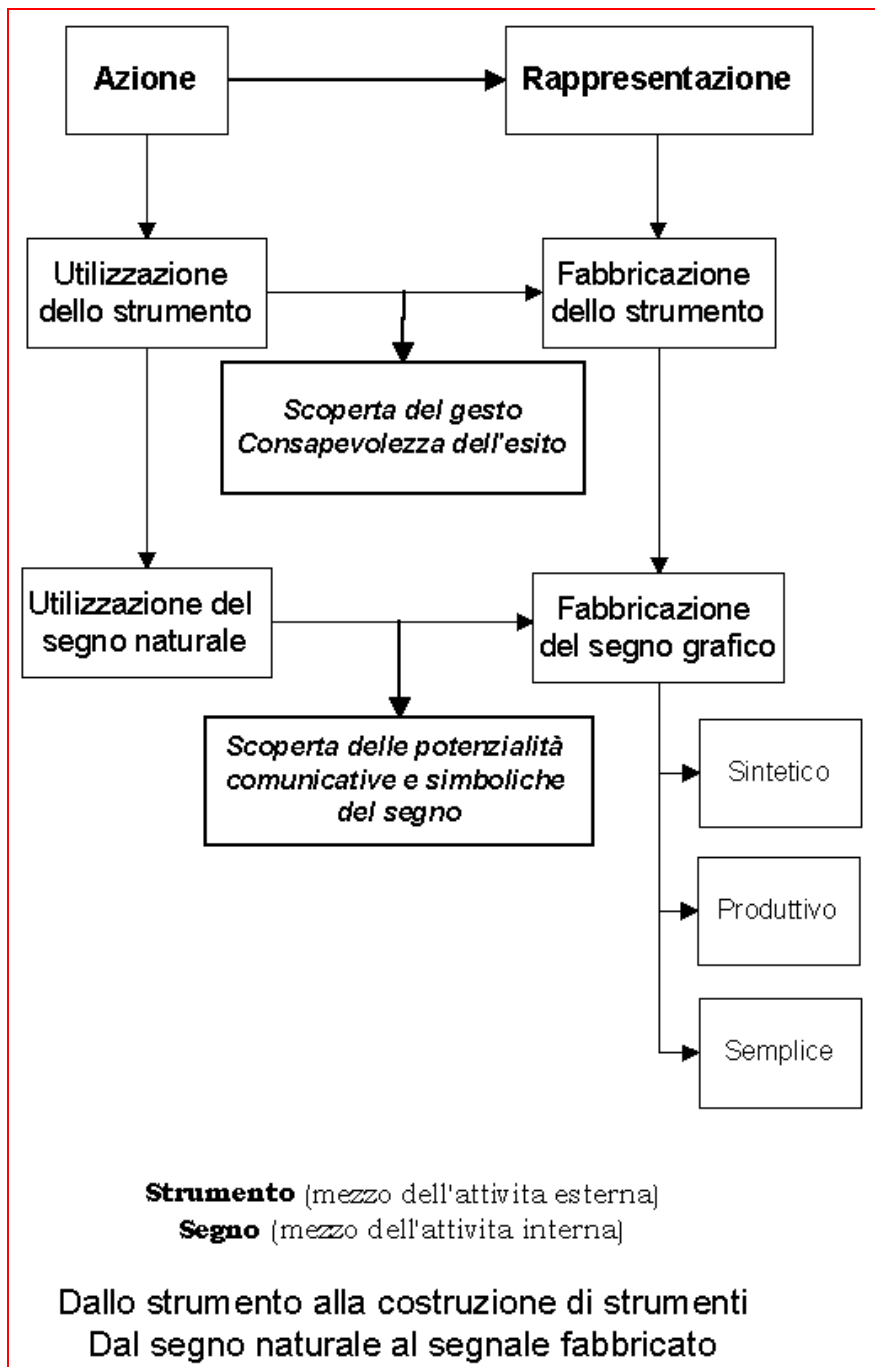 Azione
Rappresentazione
Utilizzazione
dello strumento
Fabbricazione
dello strumento
Scoperta del gesto
Consapevolezza dell'esito
Utilizzazione del
segno naturale
Fabbricazione
del segno grafico
Scoperta delle potenzialità
comunicative e simboliche
del segno
Sintetico
Produttivo
Semplice
Strumento (mezzo dell'attivita esterna)
Segno (mezzo dell'attivita interna)
Dallo strumento alla costruzione di strumenti
Dal segno naturale al segnale fabbricato